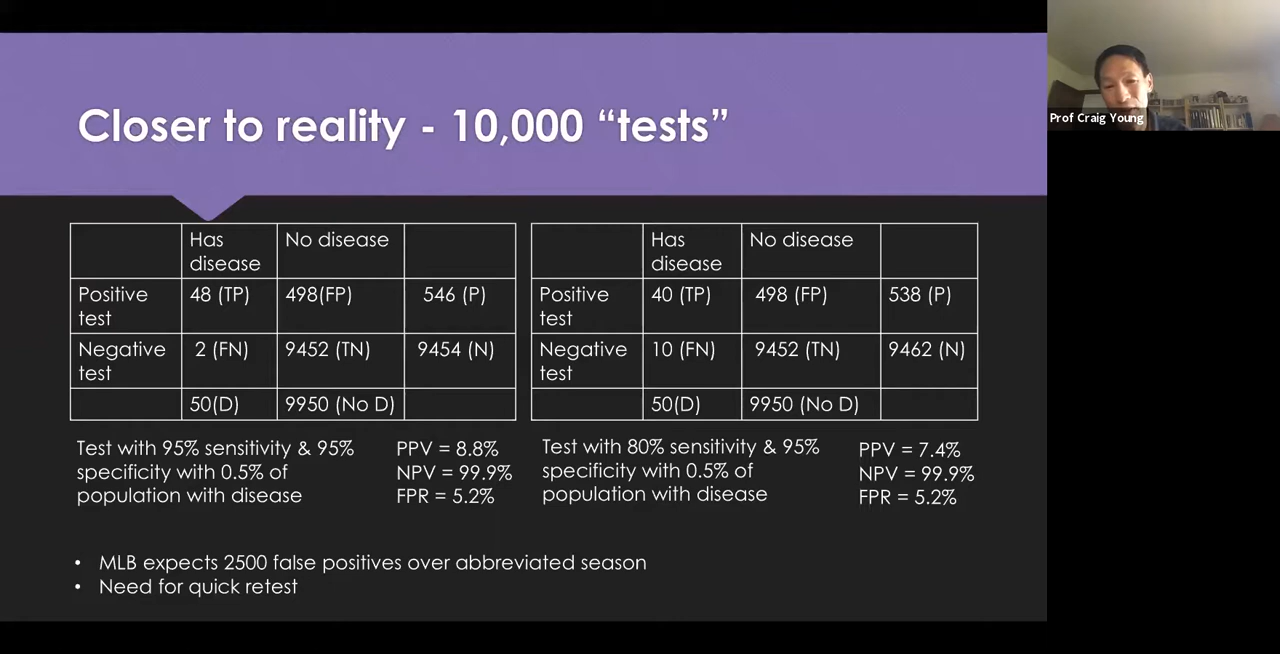 Closer to reality - 10,000 “tests”
Prof Craig Young
Has
disease
No disease
Positive
test
48 (TP)
498(FP)
546 (P)
Negative
test
2 (FN)
9452 (TN)
9454 (N)
50(D)
9950 (No D)
Has
disease
No disease
Positive
test
40 (TP)
498 (FP)
538 (P)
Negative
test
10 (FN)
9452 (TN)
9462 (N)
50(D)
9950 (No D)
Test with 95% sensitivity & 95%
specificity with 0.5% of
population with disease
PPV = 8.8%
NPV = 99.9%
FPR = 5.2%
Test with 80% sensitivity & 95%
specificity with 0.5% of
population with disease
PPV = 7.4%
NPV = 99.9%
FPR = 5.2%
• MLB expects 2500 false positives over abbreviated season
• Need for quick retest